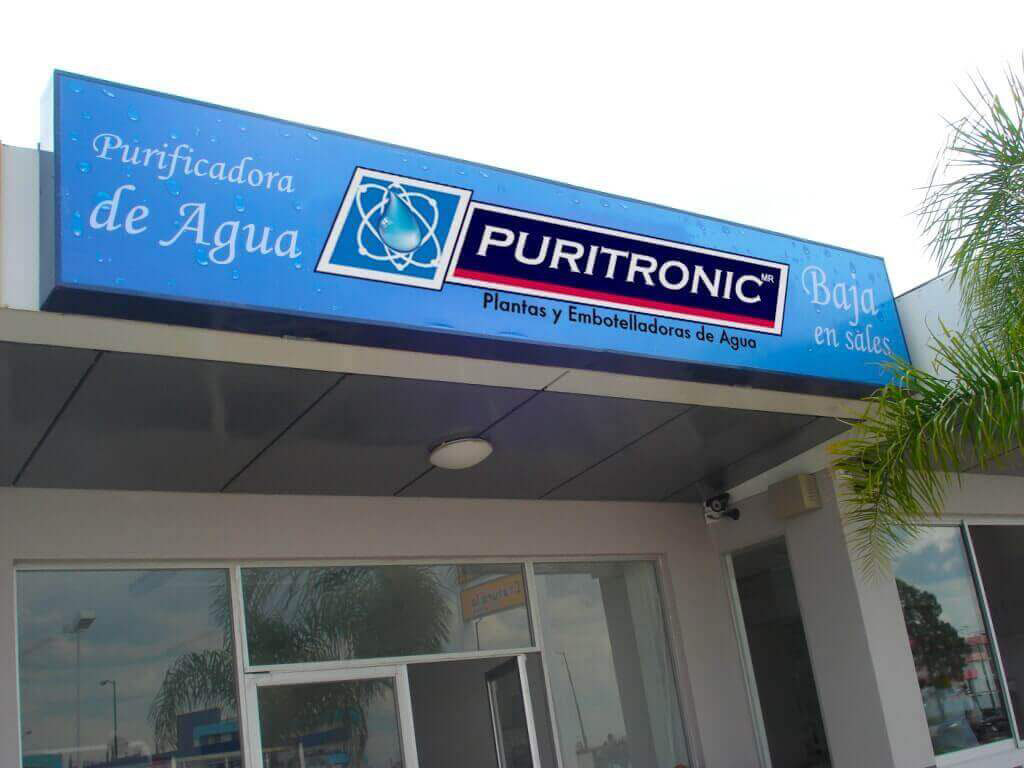 Purificadora
de Agua
PURITRONIC MR
Plantas y Embotelladoras de Agua
Baja
en sales